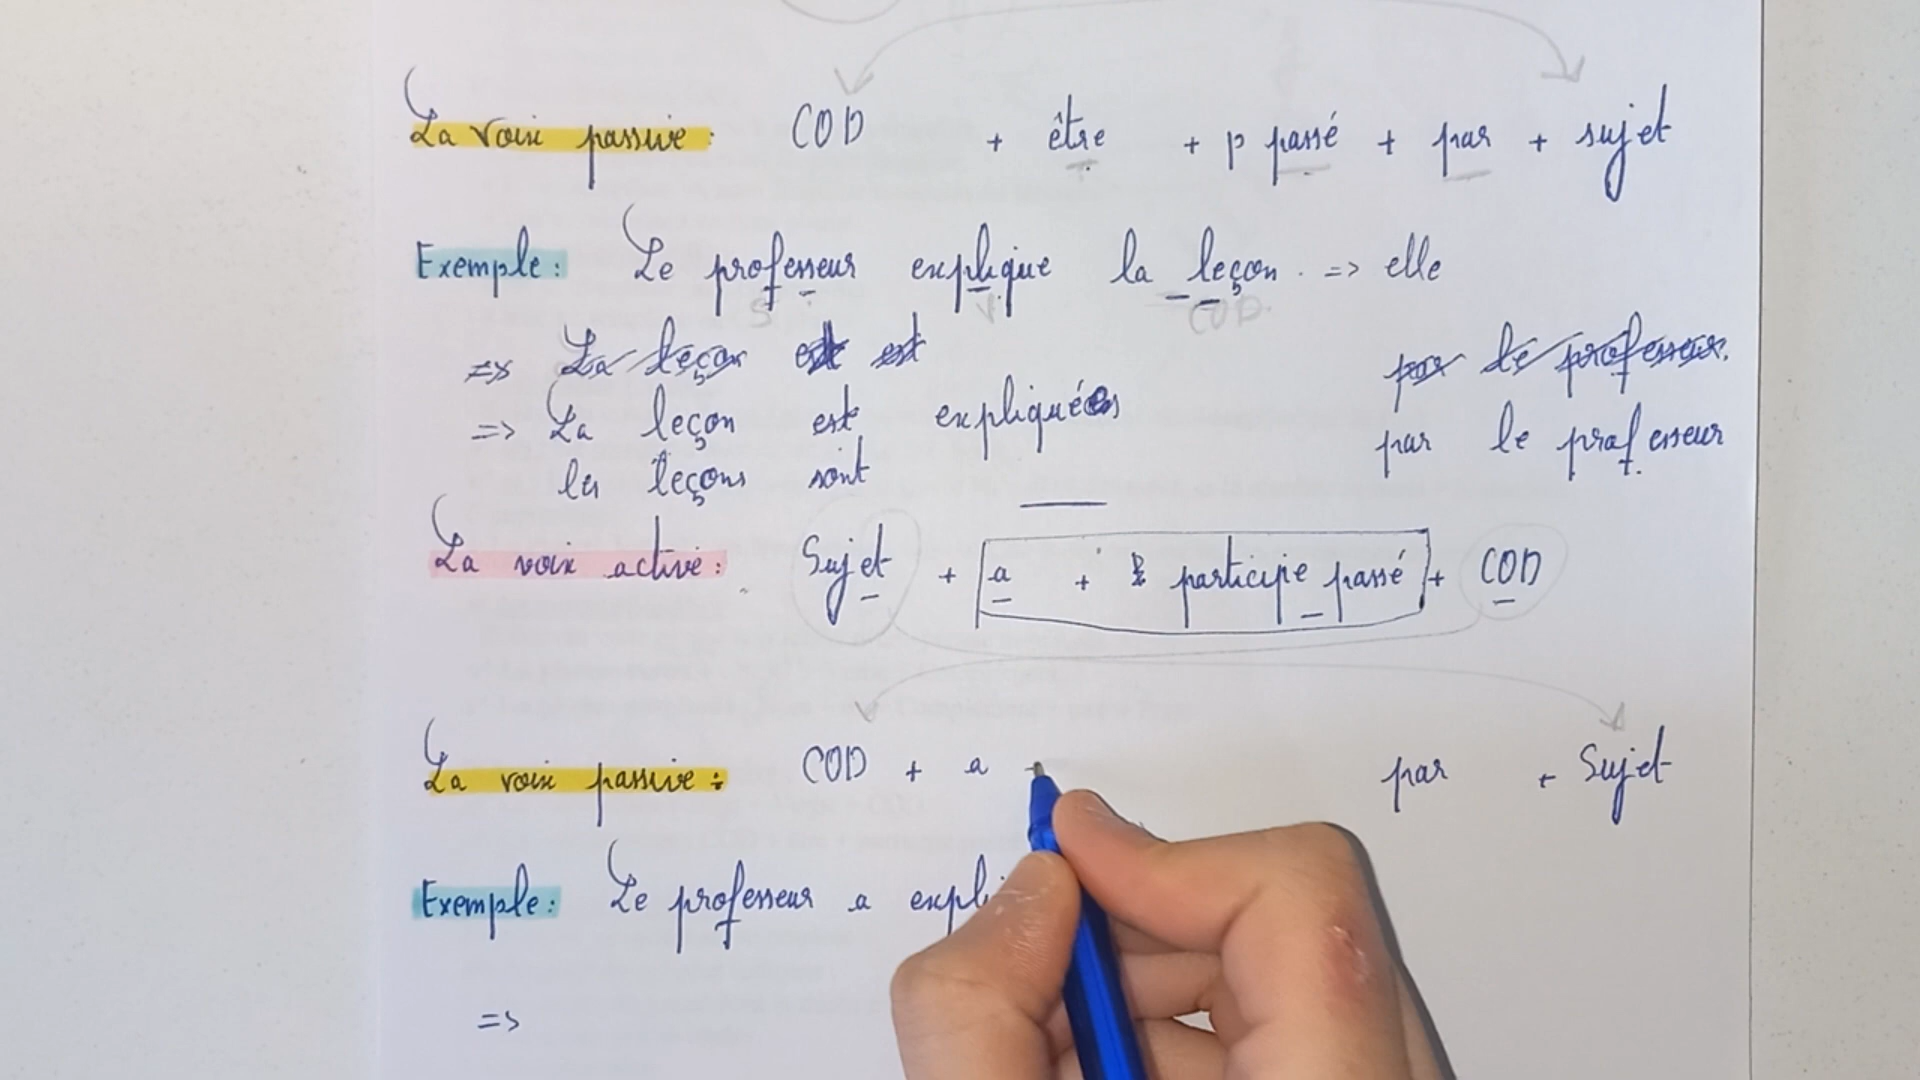 La voix passive: COD + être + p passé + par + sujet
Exemple: Le professeur explique la leçon. => elle
S V COD.
=> La leçon est est par le professeur.
=> La leçon est expliquées par le professeur
les leçons sont
La voix active: Sujet + a + participe passé + COD
La voix passive: COD + a + par + Sujet
Exemple: Le professeur a expli
=>